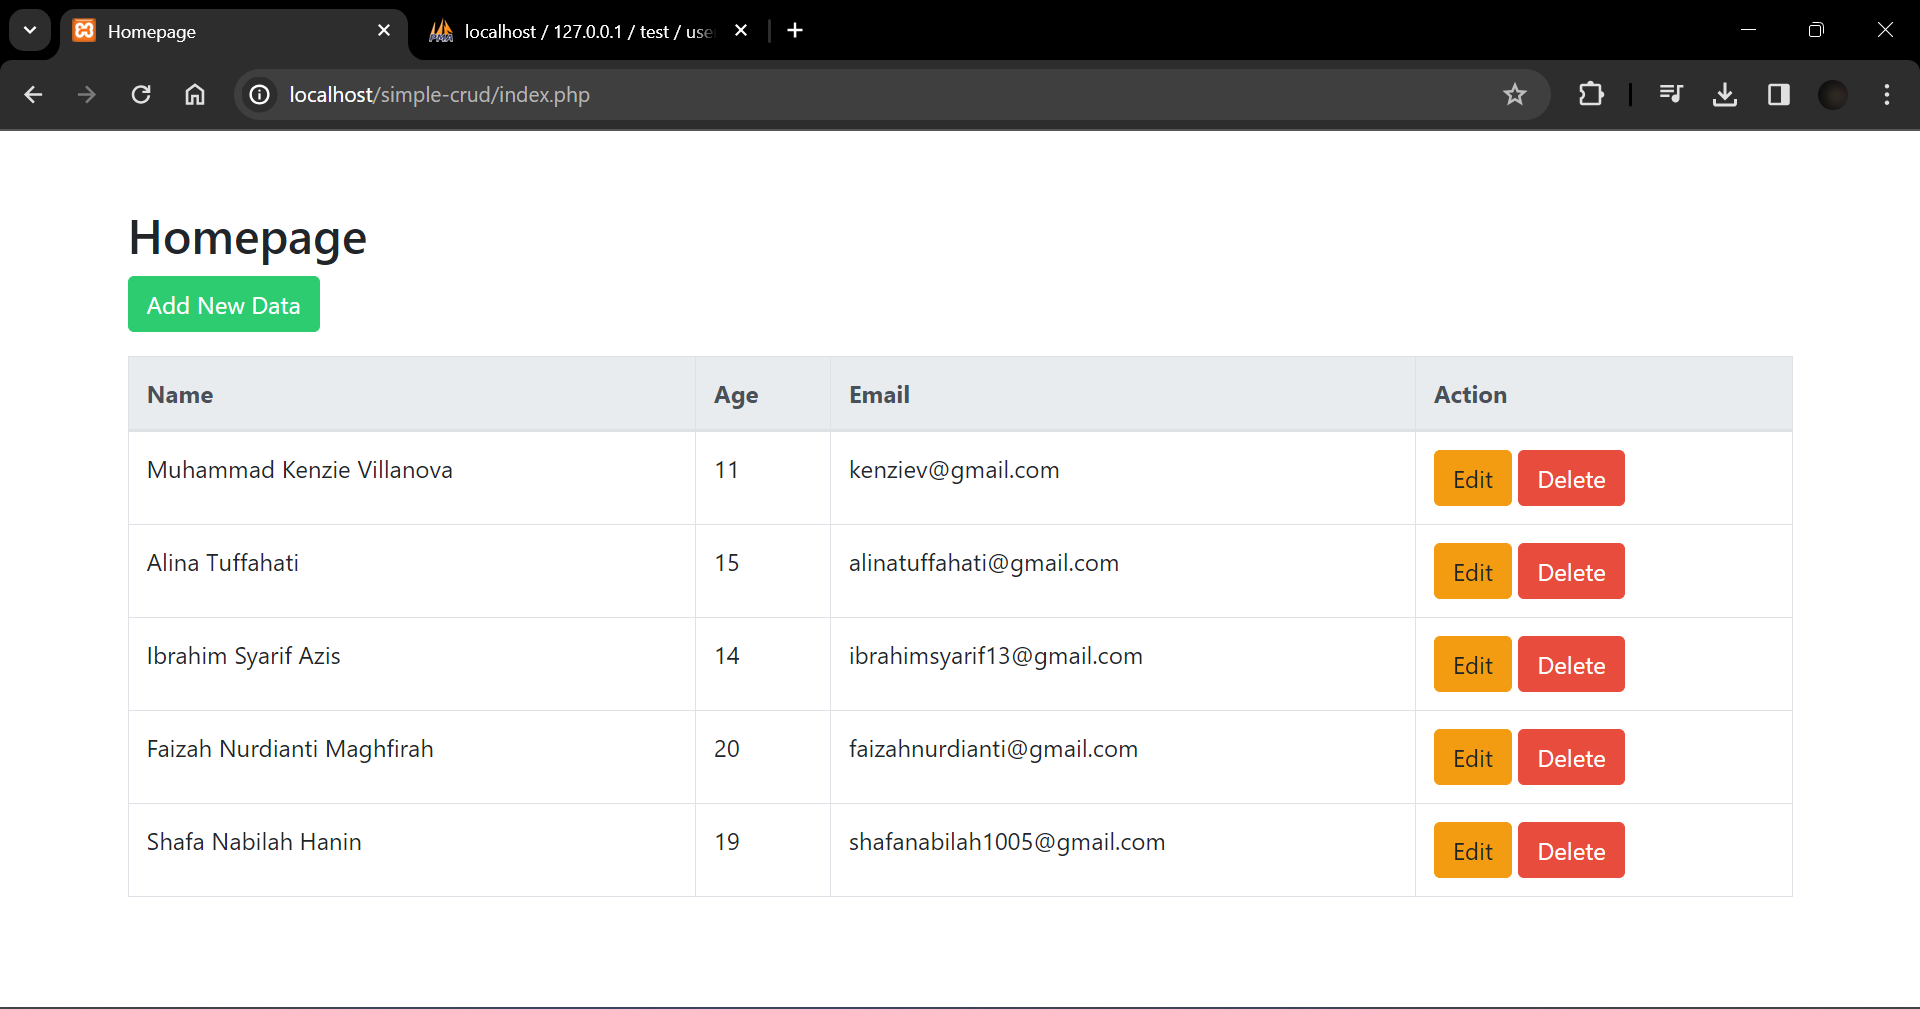 Homepage
localhost / 127.0.0.1 / test / use
localhost/simple-crud/index.php
Homepage
Add New Data
Name Age Email Action
Muhammad Kenzie Villanova 11 kenziev@gmail.com Edit Delete
Alina Tuffahati 15 alinatuffahati@gmail.com Edit Delete
Ibrahim Syarif Azis 14 ibrahimsyarif13@gmail.com Edit Delete
Faizah Nurdianti Maghfirah 20 faizahnurdianti@gmail.com Edit Delete
Shafa Nabilah Hanin 19 shafanabilah1005@gmail.com Edit Delete